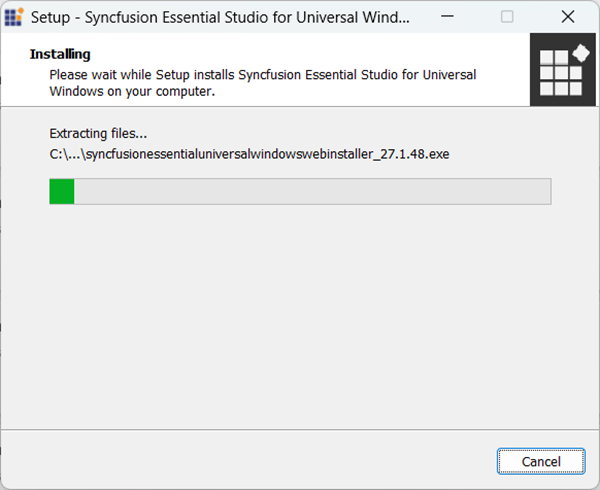 Setup - Syncfusion Essential Studio for Universal Wind...
Installing
Please wait while Setup installs Syncfusion Essential Studio for Universal
Windows on your computer.
Extracting files...
C:\...\syncfusionessentialuniversalwindowswebinstaller_27.1.48.exe
Cancel